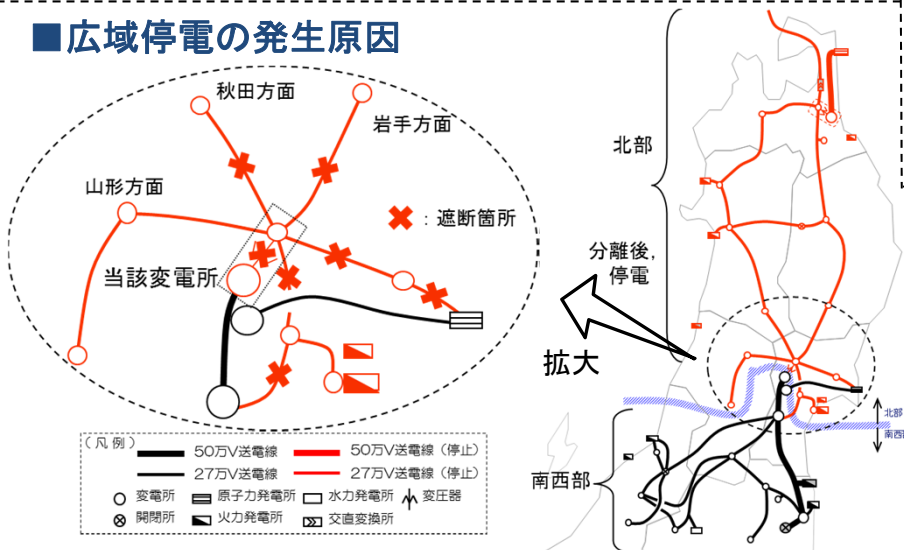 ■広域停電の発生原因
秋田方面
岩手方面
山形方面
：遮断箇所
当該変電所
北部
分離後，
停電
拡大
北部
南西部
（凡 例）
50万V送電線
50万V送電線（停止）
27万V送電線
27万V送電線（停止）
変電所
原子力発電所
水力発電所
変圧器
開閉所
火力発電所
交直変換所